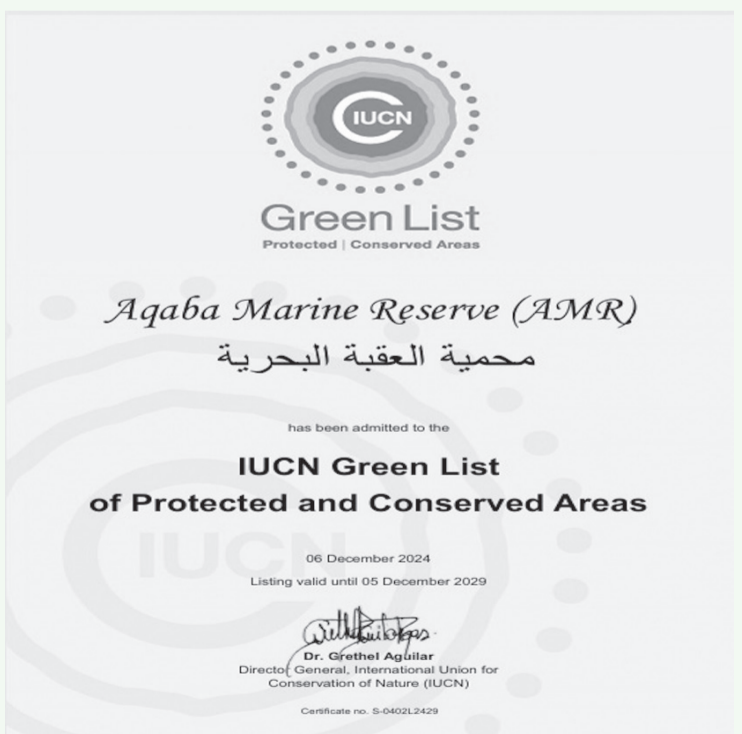 IUCN
Green List
Protected | Conserved Areas
Aqaba Marine Reserve (AMR)
محمية العقبة البحرية
has been admitted to the
IUCN Green List
of Protected and Conserved Areas
IUCN
06 December 2024
Listing valid until 05 December 2029
Dr. Grethel Aguilar
Director General, International Union for
Conservation of Nature (IUCN)
Certificate no. S-0402L2429